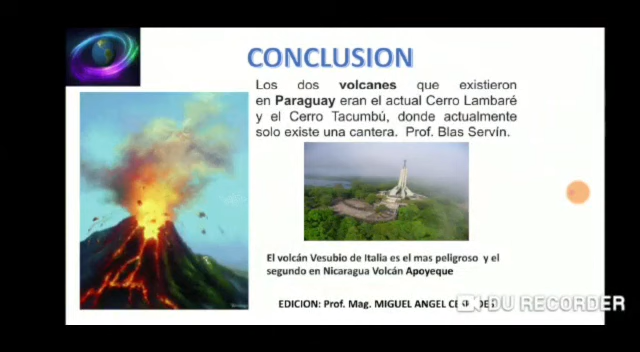 CONCLUSION
Los dos volcanes que existieron
en Paraguay eran el actual Cerro Lambaré
y el Cerro Tacumbú, donde actualmente
solo existe una cantera. Prof. Blas Servín.
El volcán Vesubio de Italia es el mas peligroso y el
segundo en Nicaragua Volcán Apoyeque
EDICION: Prof. Mag. MIGUEL ANGEL
DU RECORDER